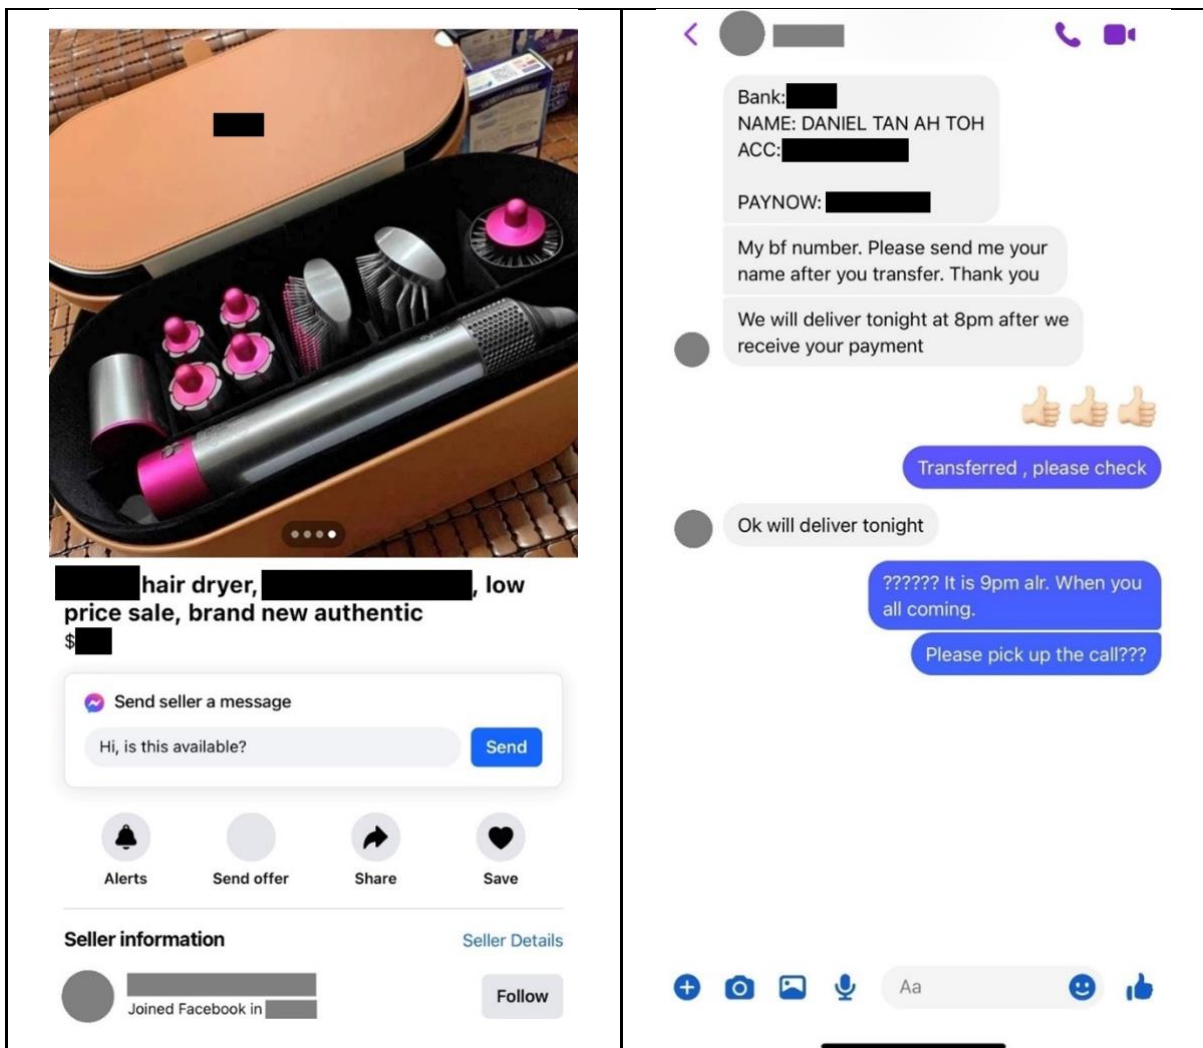 hair dryer, , low
price sale, brand new authentic
$
Send seller a message
Hi, is this available?
Send
Alerts
Send offer
Share
Save
Seller information
Seller Details
Joined Facebook in
Follow
Bank:
NAME: DANIEL TAN AH TOH
ACC:
PAYNOW:
My bf number. Please send me your
name after you transfer. Thank you
We will deliver tonight at 8pm after we
receive your payment
Transferred , please check
Ok will deliver tonight
?????? It is 9pm alr. When you
all coming.
Please pick up the call???
Aa